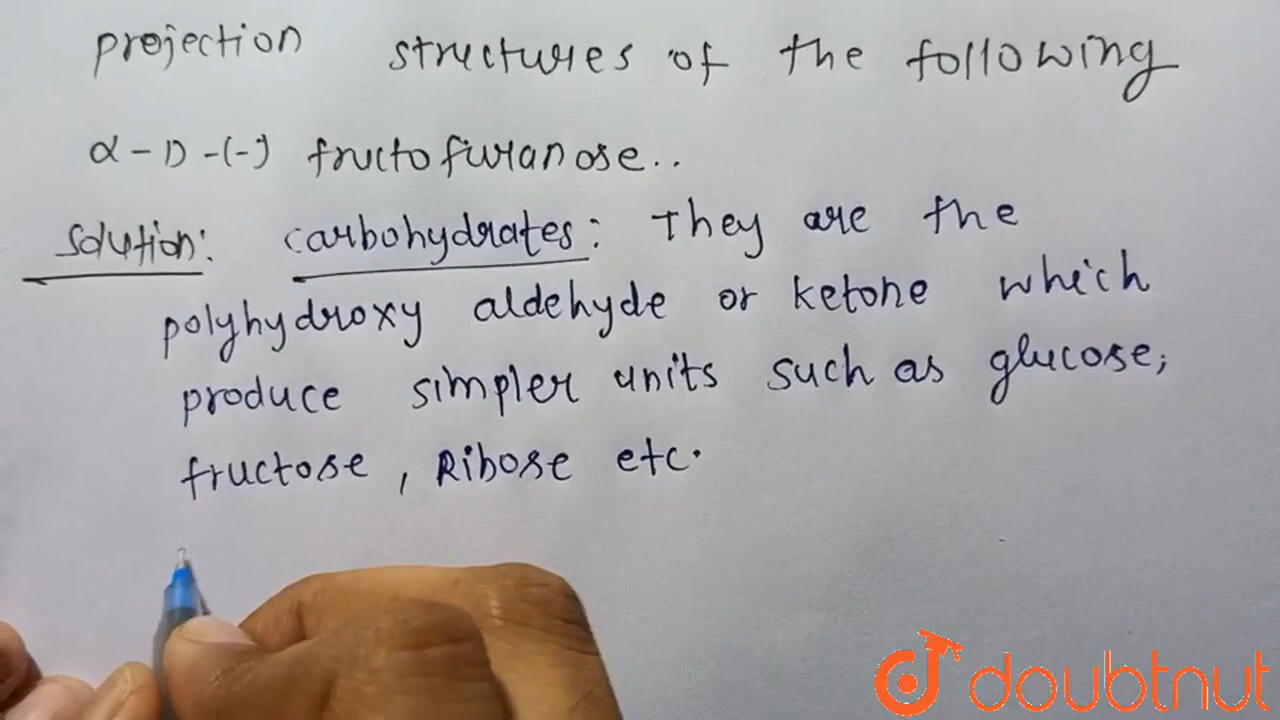 projection structures of the following
α-D-(-) fructofuranose..
Solution: carbohydrates: They are the
polyhydroxy aldehyde or ketone which
produce simpler units such as glucose,
fructose, Ribose etc.
doubtnut